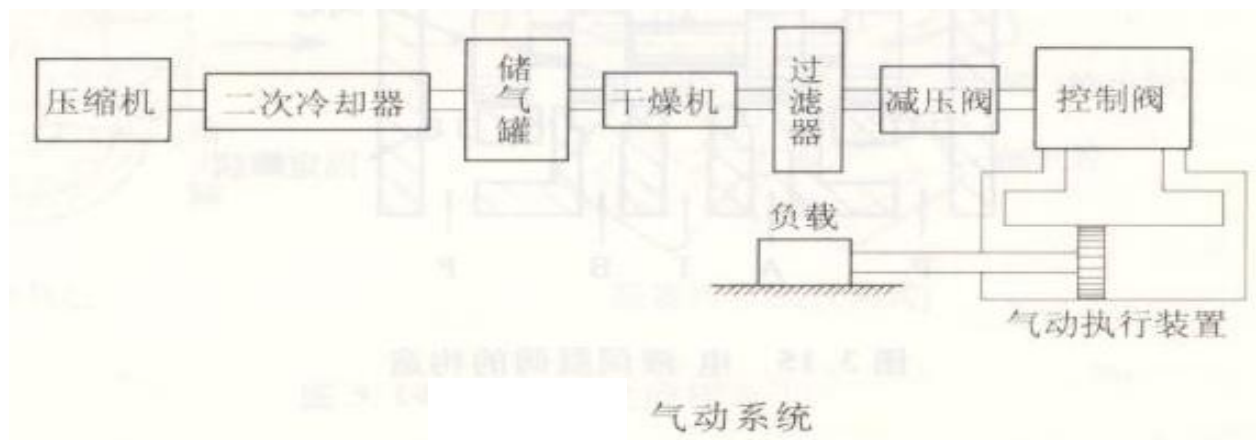 压缩机
二次冷却器
储气罐
干燥机
过滤器
减压阀
控制阀
负载
气动执行装置
气动系统